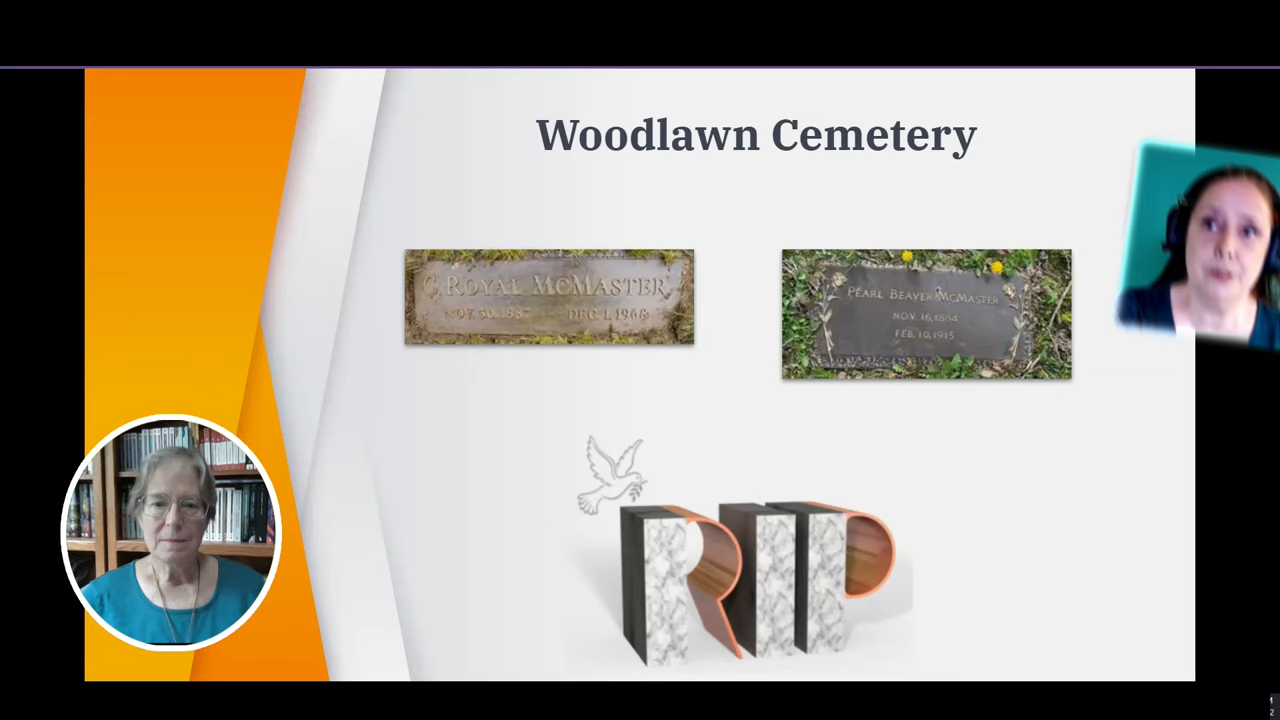 Woodlawn Cemetery
C. ROYAL MCMASTER
NOV. 30, 1887 DEC. 1, 1968
PEARL BEAVER MCMASTER
NOV. 16, 1884
FEB. 10, 1915
RIP